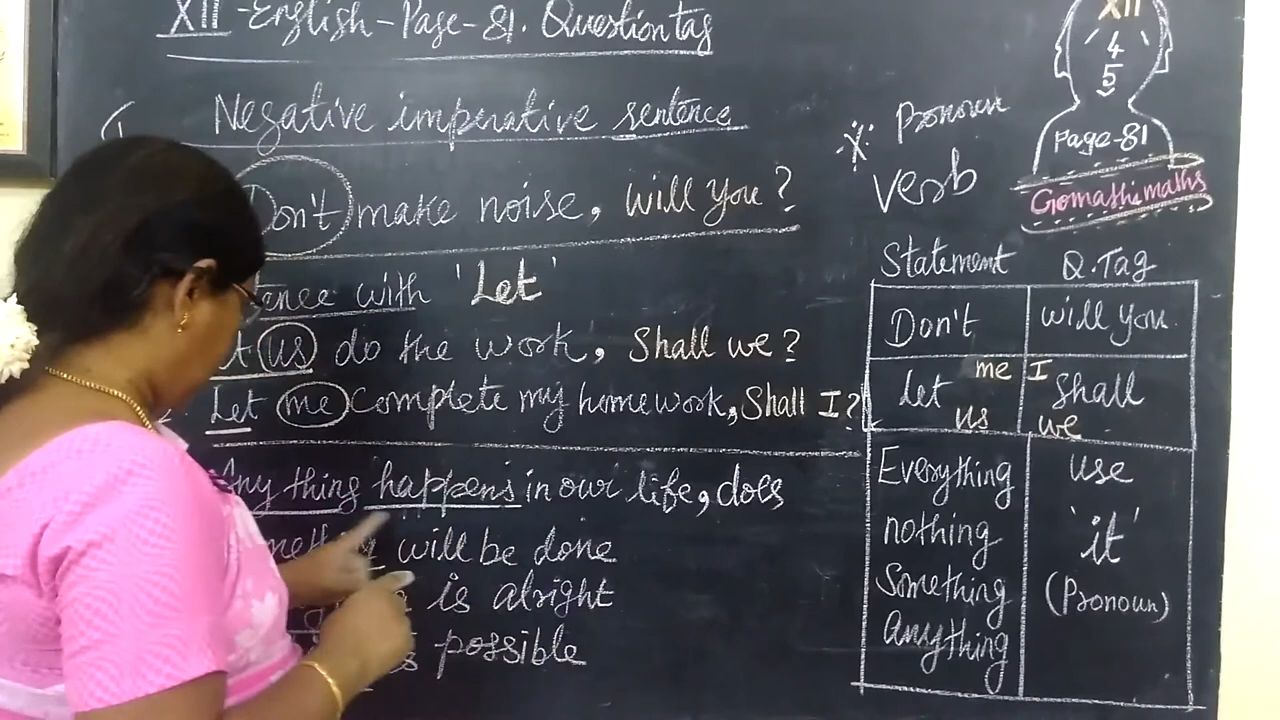 XII - English - Page - 81. Question tag
Negative imperative sentence
Don't make noise, will you?
tence with 'Let'
t us do the work, Shall we?
Let me Complete my homework, Shall I?
Any thing happens in our life, does
will be done
is alright
possible
Pronoun
Verb
XII
4
5
Page-81
Gomathi maths
Statement Q.Tag
Don't will you.
Let me us I Shall we
Everything use
nothing 'it'
Something (Pronoun)
Anything